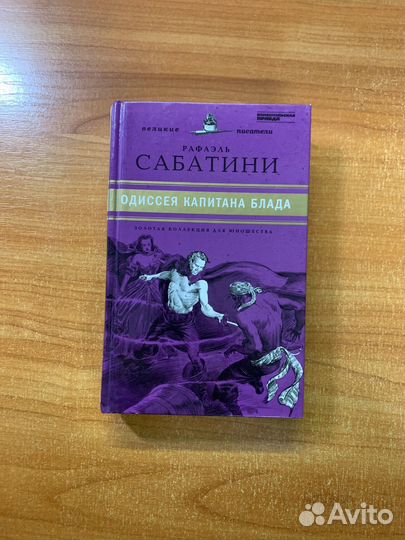 КОМСОМОЛЬСКАЯ ПРАВДА
великие писатели
РАФАЭЛЬ
САБАТИНИ
ОДИССЕЯ КАПИТАНА БЛАДА
ЗОЛОТАЯ КОЛЛЕКЦИЯ ДЛЯ ЮНОШЕСТВА
Avito